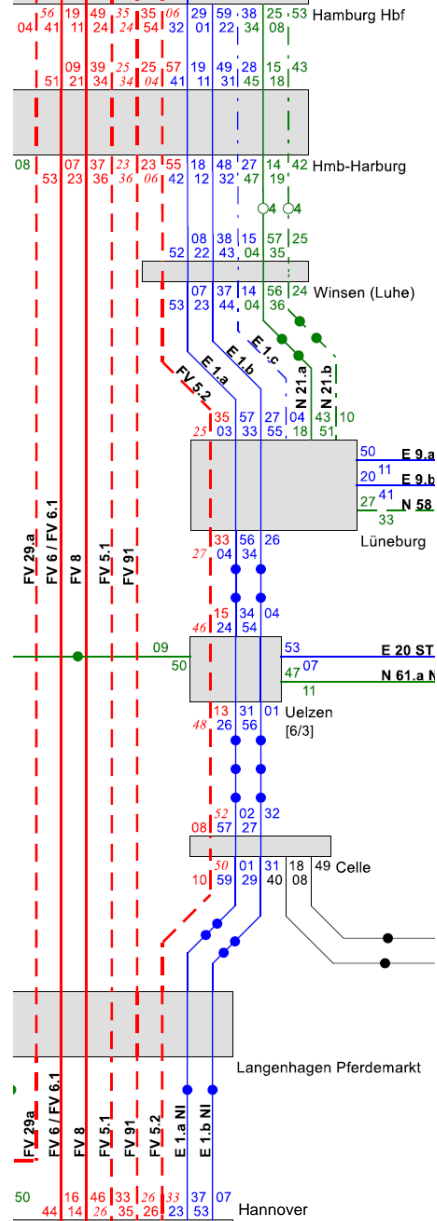 56 19 49 35 35 06 29 59 38 25 53
04 41 11 24 24 54 32 01 22 34 08
Hamburg Hbf
09 39 25 25 57 19 49 28 15 43
51 21 34 34 04 41 11 31 45 18
08 07 37 23 23 55 18 48 27 14 42
53 23 36 36 06 42 12 32 47 19
Hmb-Harburg
4 4
08 38 15 57 25
52 22 43 04 35
Winsen (Luhe)
07 37 14 56 24
53 23 44 04 36
FV 5.2
E 1.a
E 1.b
E 1.c
N 21.a
N 21.b
35 57 27 04 43 10
25 03 33 55 18 51
50 E 9.a
11
20 E 9.b
41
27 N 58
33
Lüneburg
33 56 26
27 04 34
FV 29.a
FV 6 / FV 6.1
FV 8
FV 5.1
FV 91
15 34 04
46 24 54
09
50
53 E 20 ST
07
47 N 61.a N
11
Uelzen
[6/3]
13 31 01
48 26 56
52 02 32
08 57 27
Celle
50 01 31 18 49
10 59 29 40 08
Langenhagen Pferdemarkt
FV 29a
FV 6 / FV 6.1
FV 8
FV 5.1
FV91
FV 5.2
E 1.a NI
E 1.b NI
50 16 46 33 26 33 37 07
44 14 26 35 26 23 53
Hannover